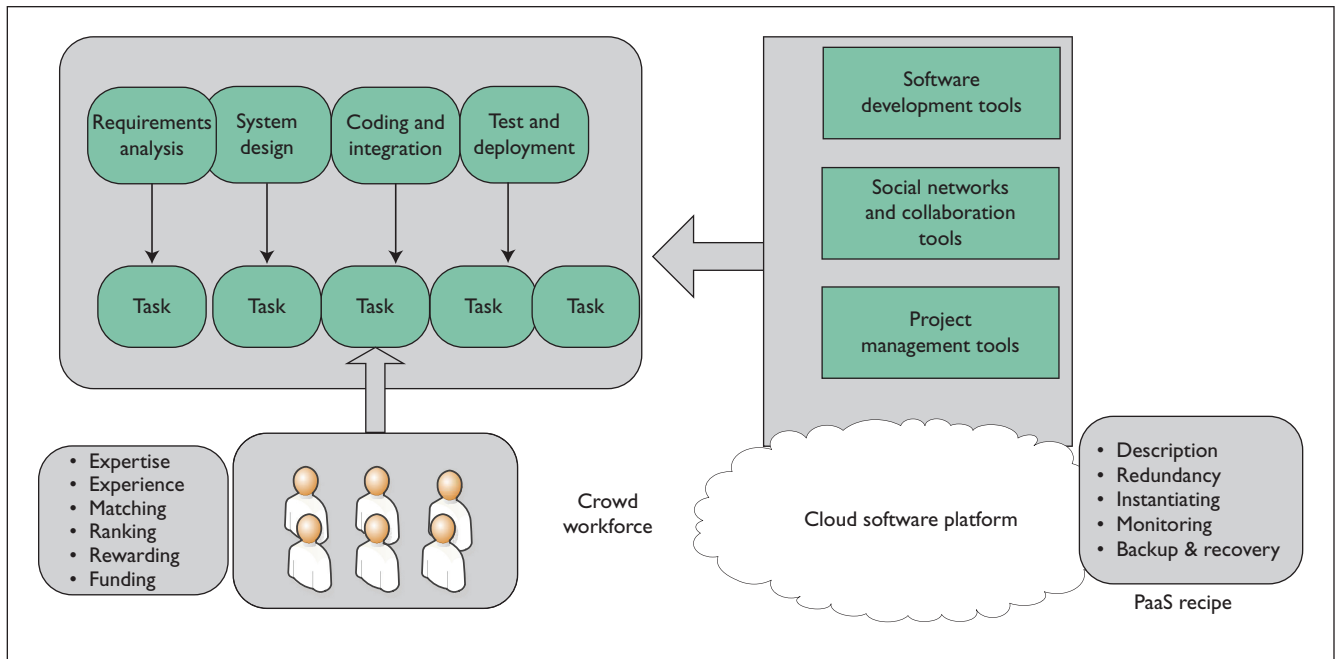 Requirements
analysis
System
design
Coding and
integration
Test and
deployment
Task
Task
Task
Task
Task
Software
development tools
Social networks
and collaboration
tools
Project
management tools
• Expertise
• Experience
• Matching
• Ranking
• Rewarding
• Funding
Crowd
workforce
Cloud software platform
• Description
• Redundancy
• Instantiating
• Monitoring
• Backup & recovery
PaaS recipe